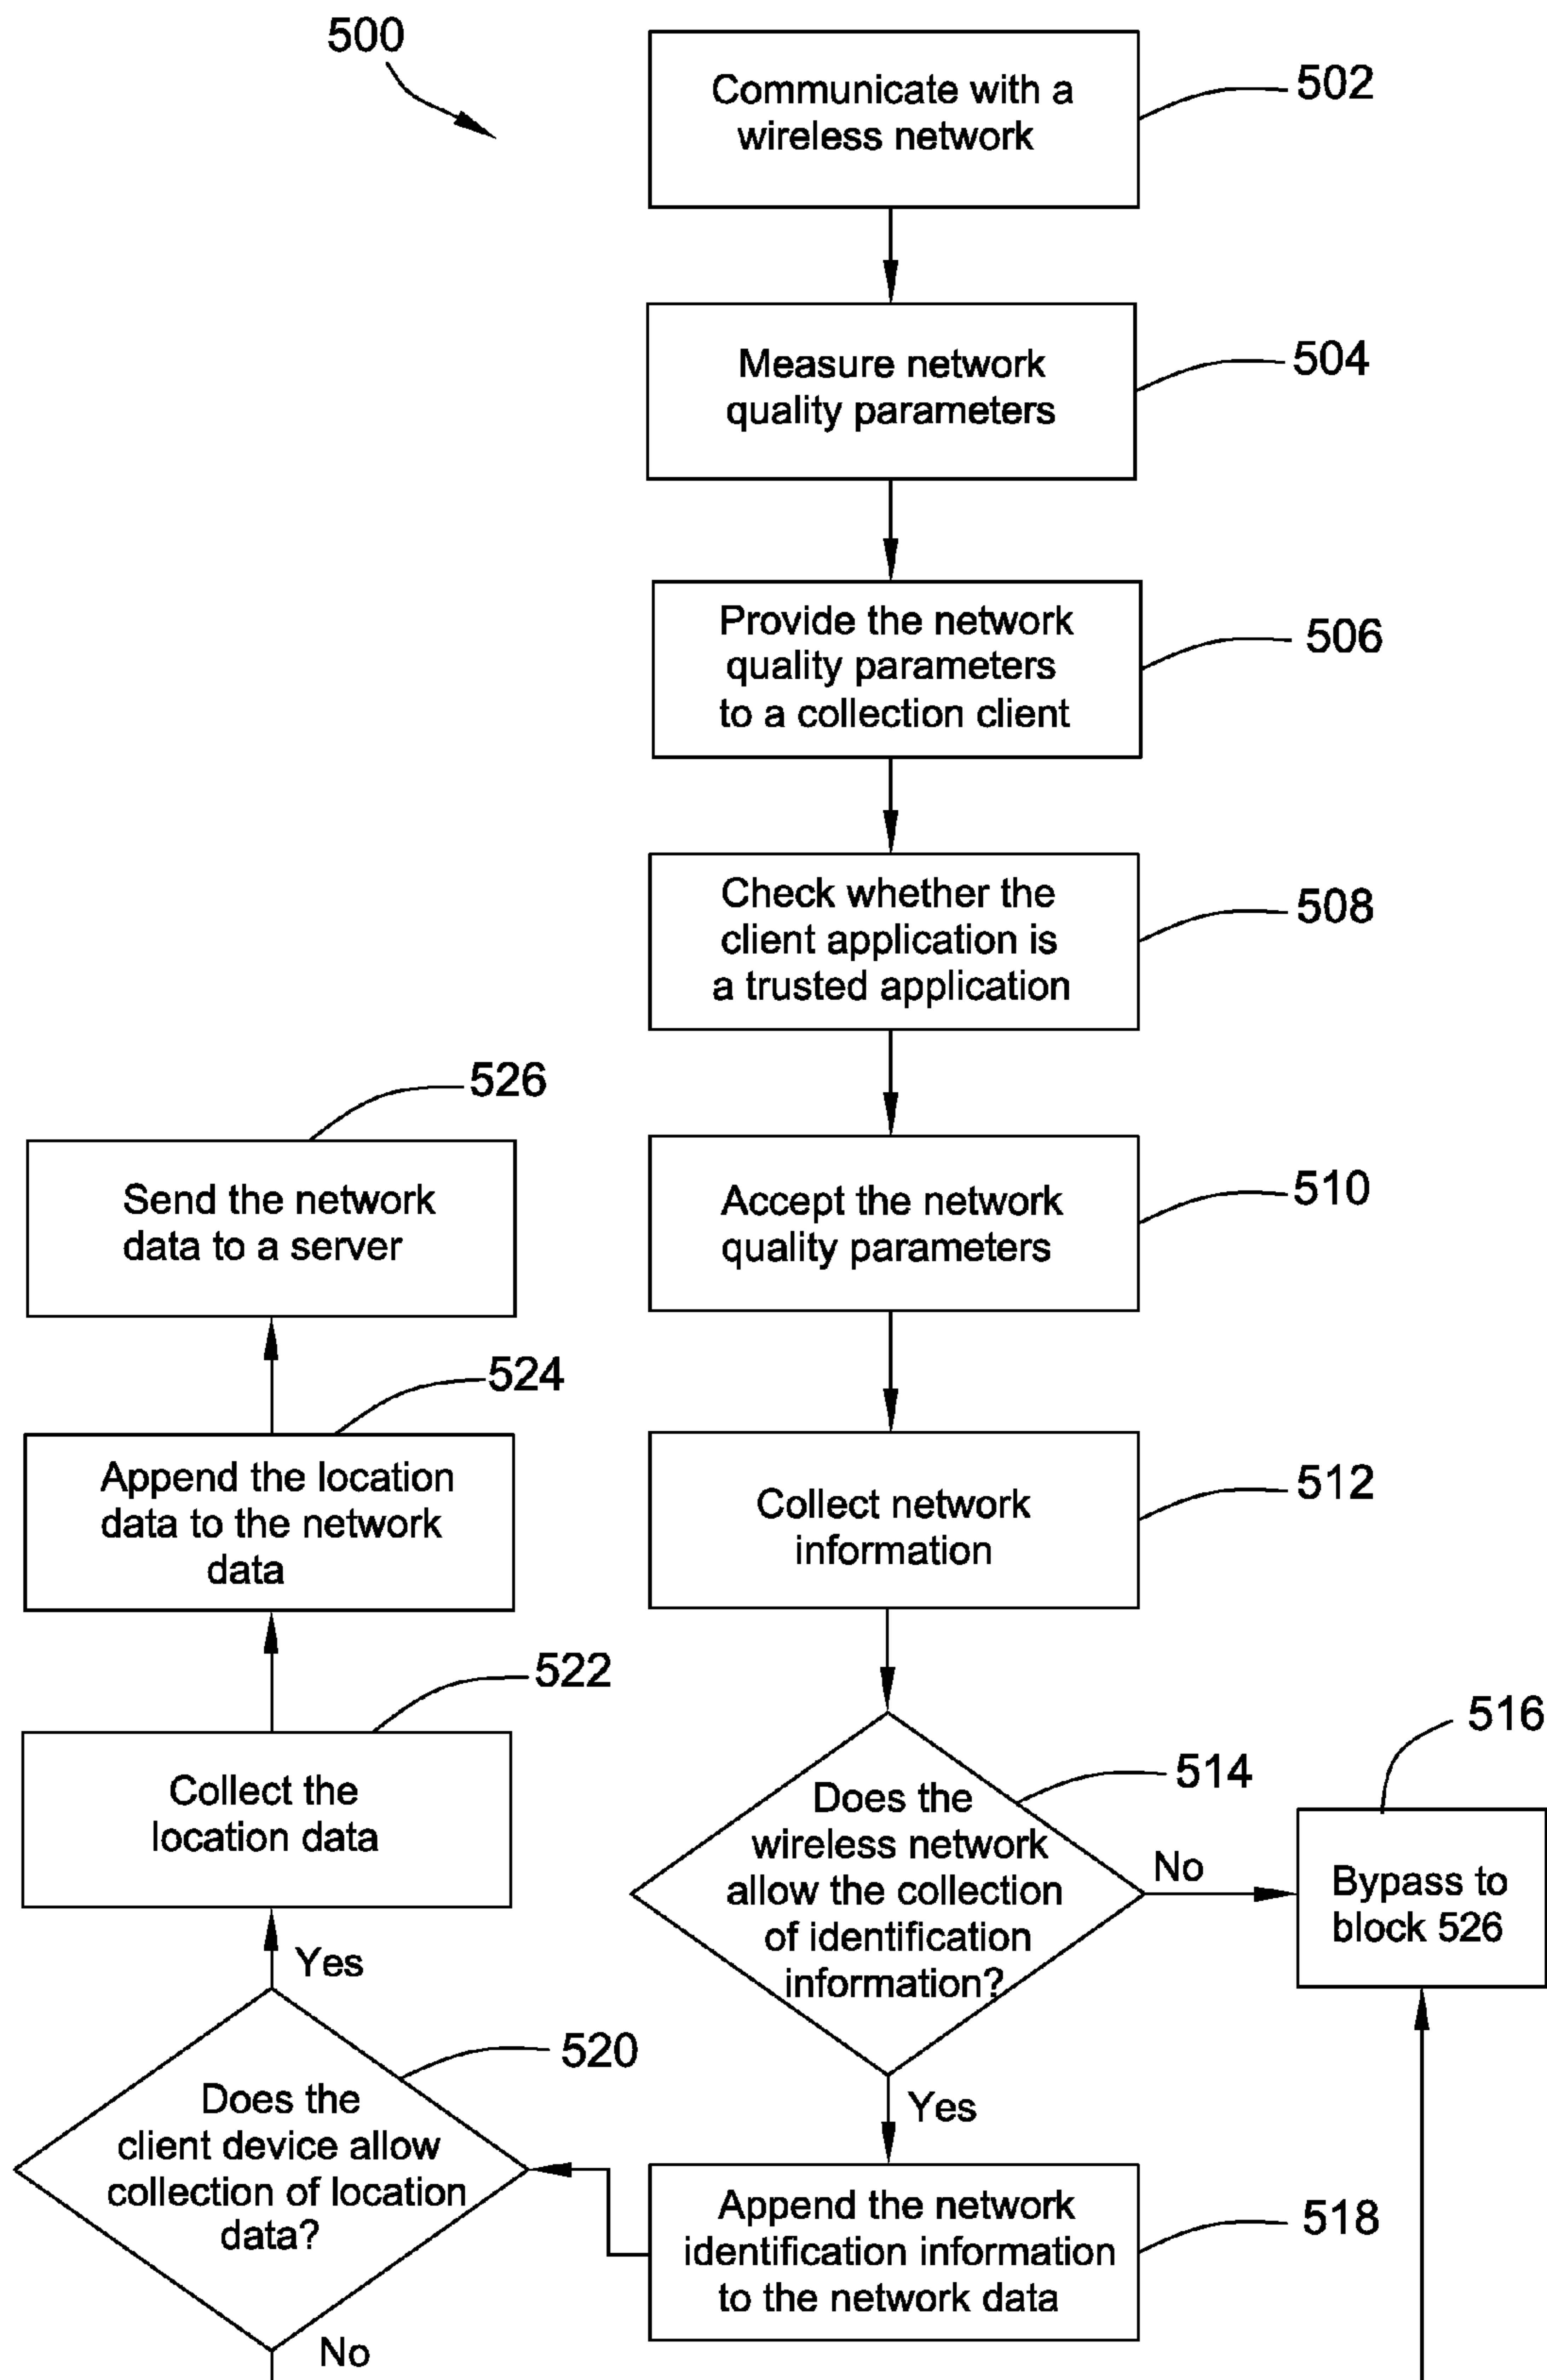 500
Communicate with a
wireless network
502
Measure network
quality parameters
504
Provide the network
quality parameters
to a collection client
506
Check whether the
client application is
a trusted application
508
Accept the network
quality parameters
510
Collect network
information
512
Does the
wireless network
allow the collection
of identification
information?
514
No
Bypass to
block 526
516
Yes
Append the network
identification information
to the network data
518
Does the
client device allow
collection of location
data?
520
No
Yes
Collect the
location data
522
Append the location
data to the network
data
524
Send the network
data to a server
526